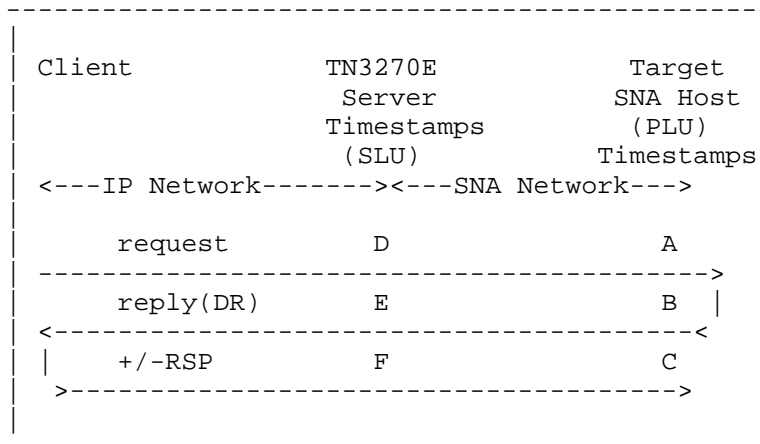 ------------------------------------------------
|
| Client            TN3270E            Target
|                    Server           SNA Host
|                   Timestamps         (PLU)
|                    (SLU)          Timestamps
| <---IP Network-------><---SNA Network--->
|
|      request         D                 A
| ------------------------------------------>
|      reply(DR)       E                 B  |
| <----------------------------------------<
| |    +/-RSP          F                 C
|  >-------------------------------------->
|